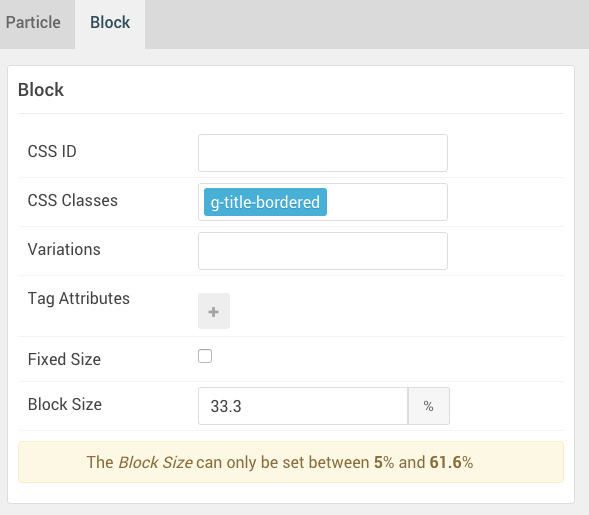 Particle Block
Block
CSS ID
CSS Classes g-title-bordered
Variations
Tag Attributes +
Fixed Size
Block Size 33.3 %
The Block Size can only be set between 5% and 61.6%